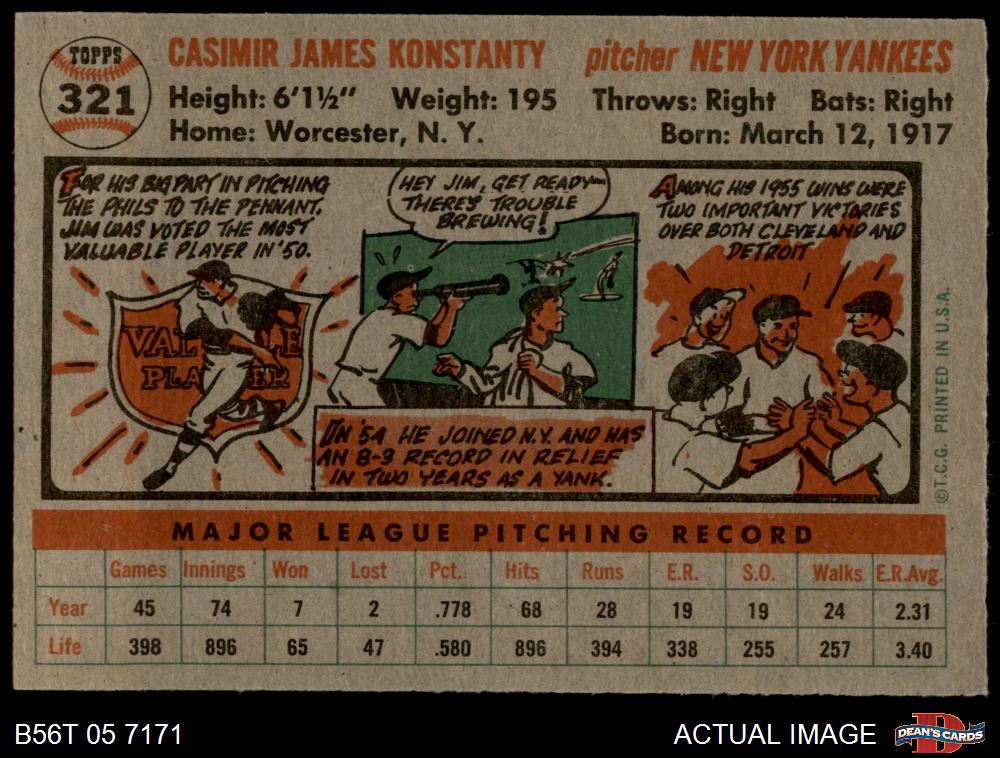 TOPPS
321
CASIMIR JAMES KONSTANTY pitcher NEW YORK YANKEES
Height: 6'1½" Weight: 195 Throws: Right Bats: Right
Home: Worcester, N. Y. Born: March 12, 1917
FOR HIS BIG PART IN PITCHING
THE PHILS TO THE PENNANT,
JIM WAS VOTED THE MOST
VALUABLE PLAYER IN '50.
VAL E
PLA ER
HEY JIM, GET READY—
THERE'S TROUBLE
BREWING!
IN '54 HE JOINED N.Y. AND HAS
AN 8-3 RECORD IN RELIEF
IN TWO YEARS AS A YANK.
AMONG HIS 1955 WINS WERE
TWO IMPORTANT VICTORIES
OVER BOTH CLEVELAND AND
DETROIT
©T.C.G. PRINTED IN U.S.A.
MAJOR LEAGUE PITCHING RECORD
Games Innings Won Lost Pct. Hits Runs E.R. S.O. Walks E.R.Avg.
Year 45 74 7 2 .778 68 28 19 19 24 2.31
Life 398 896 65 47 .580 896 394 338 255 257 3.40
B56T 05 7171
ACTUAL IMAGE
DEAN'S CARDS